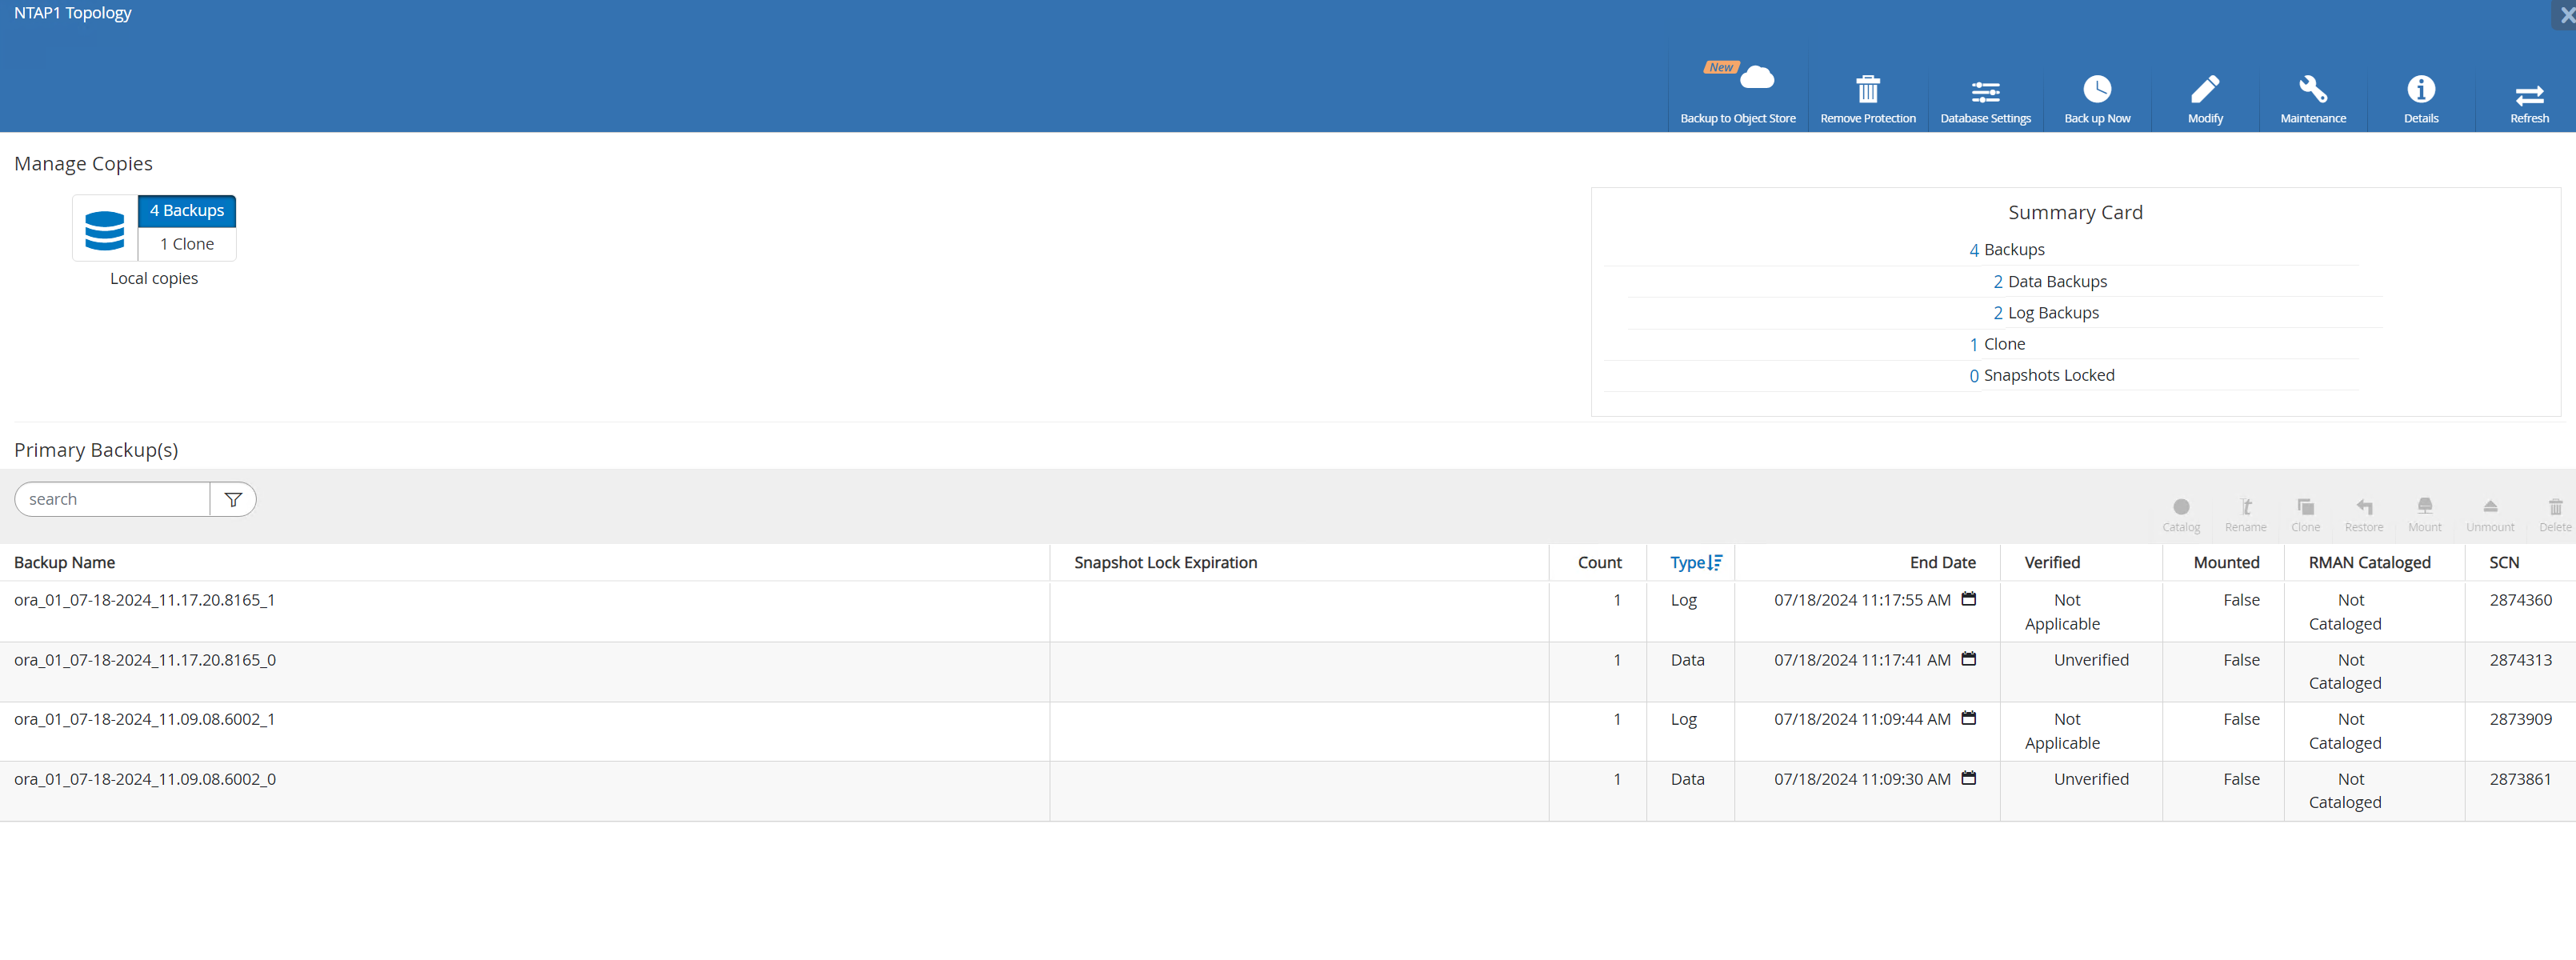 NTAP1 Topology
New
Backup to Object Store
Remove Protection
Database Settings
Back up Now
Modify
Maintenance
Details
Refresh
Manage Copies
4 Backups
1 Clone
Local copies
Summary Card
4 Backups
2 Data Backups
2 Log Backups
1 Clone
0 Snapshots Locked
Primary Backup(s)
search
Catalog
Rename
Clone
Restore
Mount
Unmount
Delete
Backup Name Snapshot Lock Expiration Count Type End Date Verified Mounted RMAN Cataloged SCN
ora_01_07-18-2024_11.17.20.8165_1 1 Log 07/18/2024 11:17:55 AM Not False Not 2874360
Applicable Cataloged
ora_01_07-18-2024_11.17.20.8165_0 1 Data 07/18/2024 11:17:41 AM Unverified False Not 2874313
Cataloged
ora_01_07-18-2024_11.09.08.6002_1 1 Log 07/18/2024 11:09:44 AM Not False Not 2873909
Applicable Cataloged
ora_01_07-18-2024_11.09.08.6002_0 1 Data 07/18/2024 11:09:30 AM Unverified False Not 2873861
Cataloged